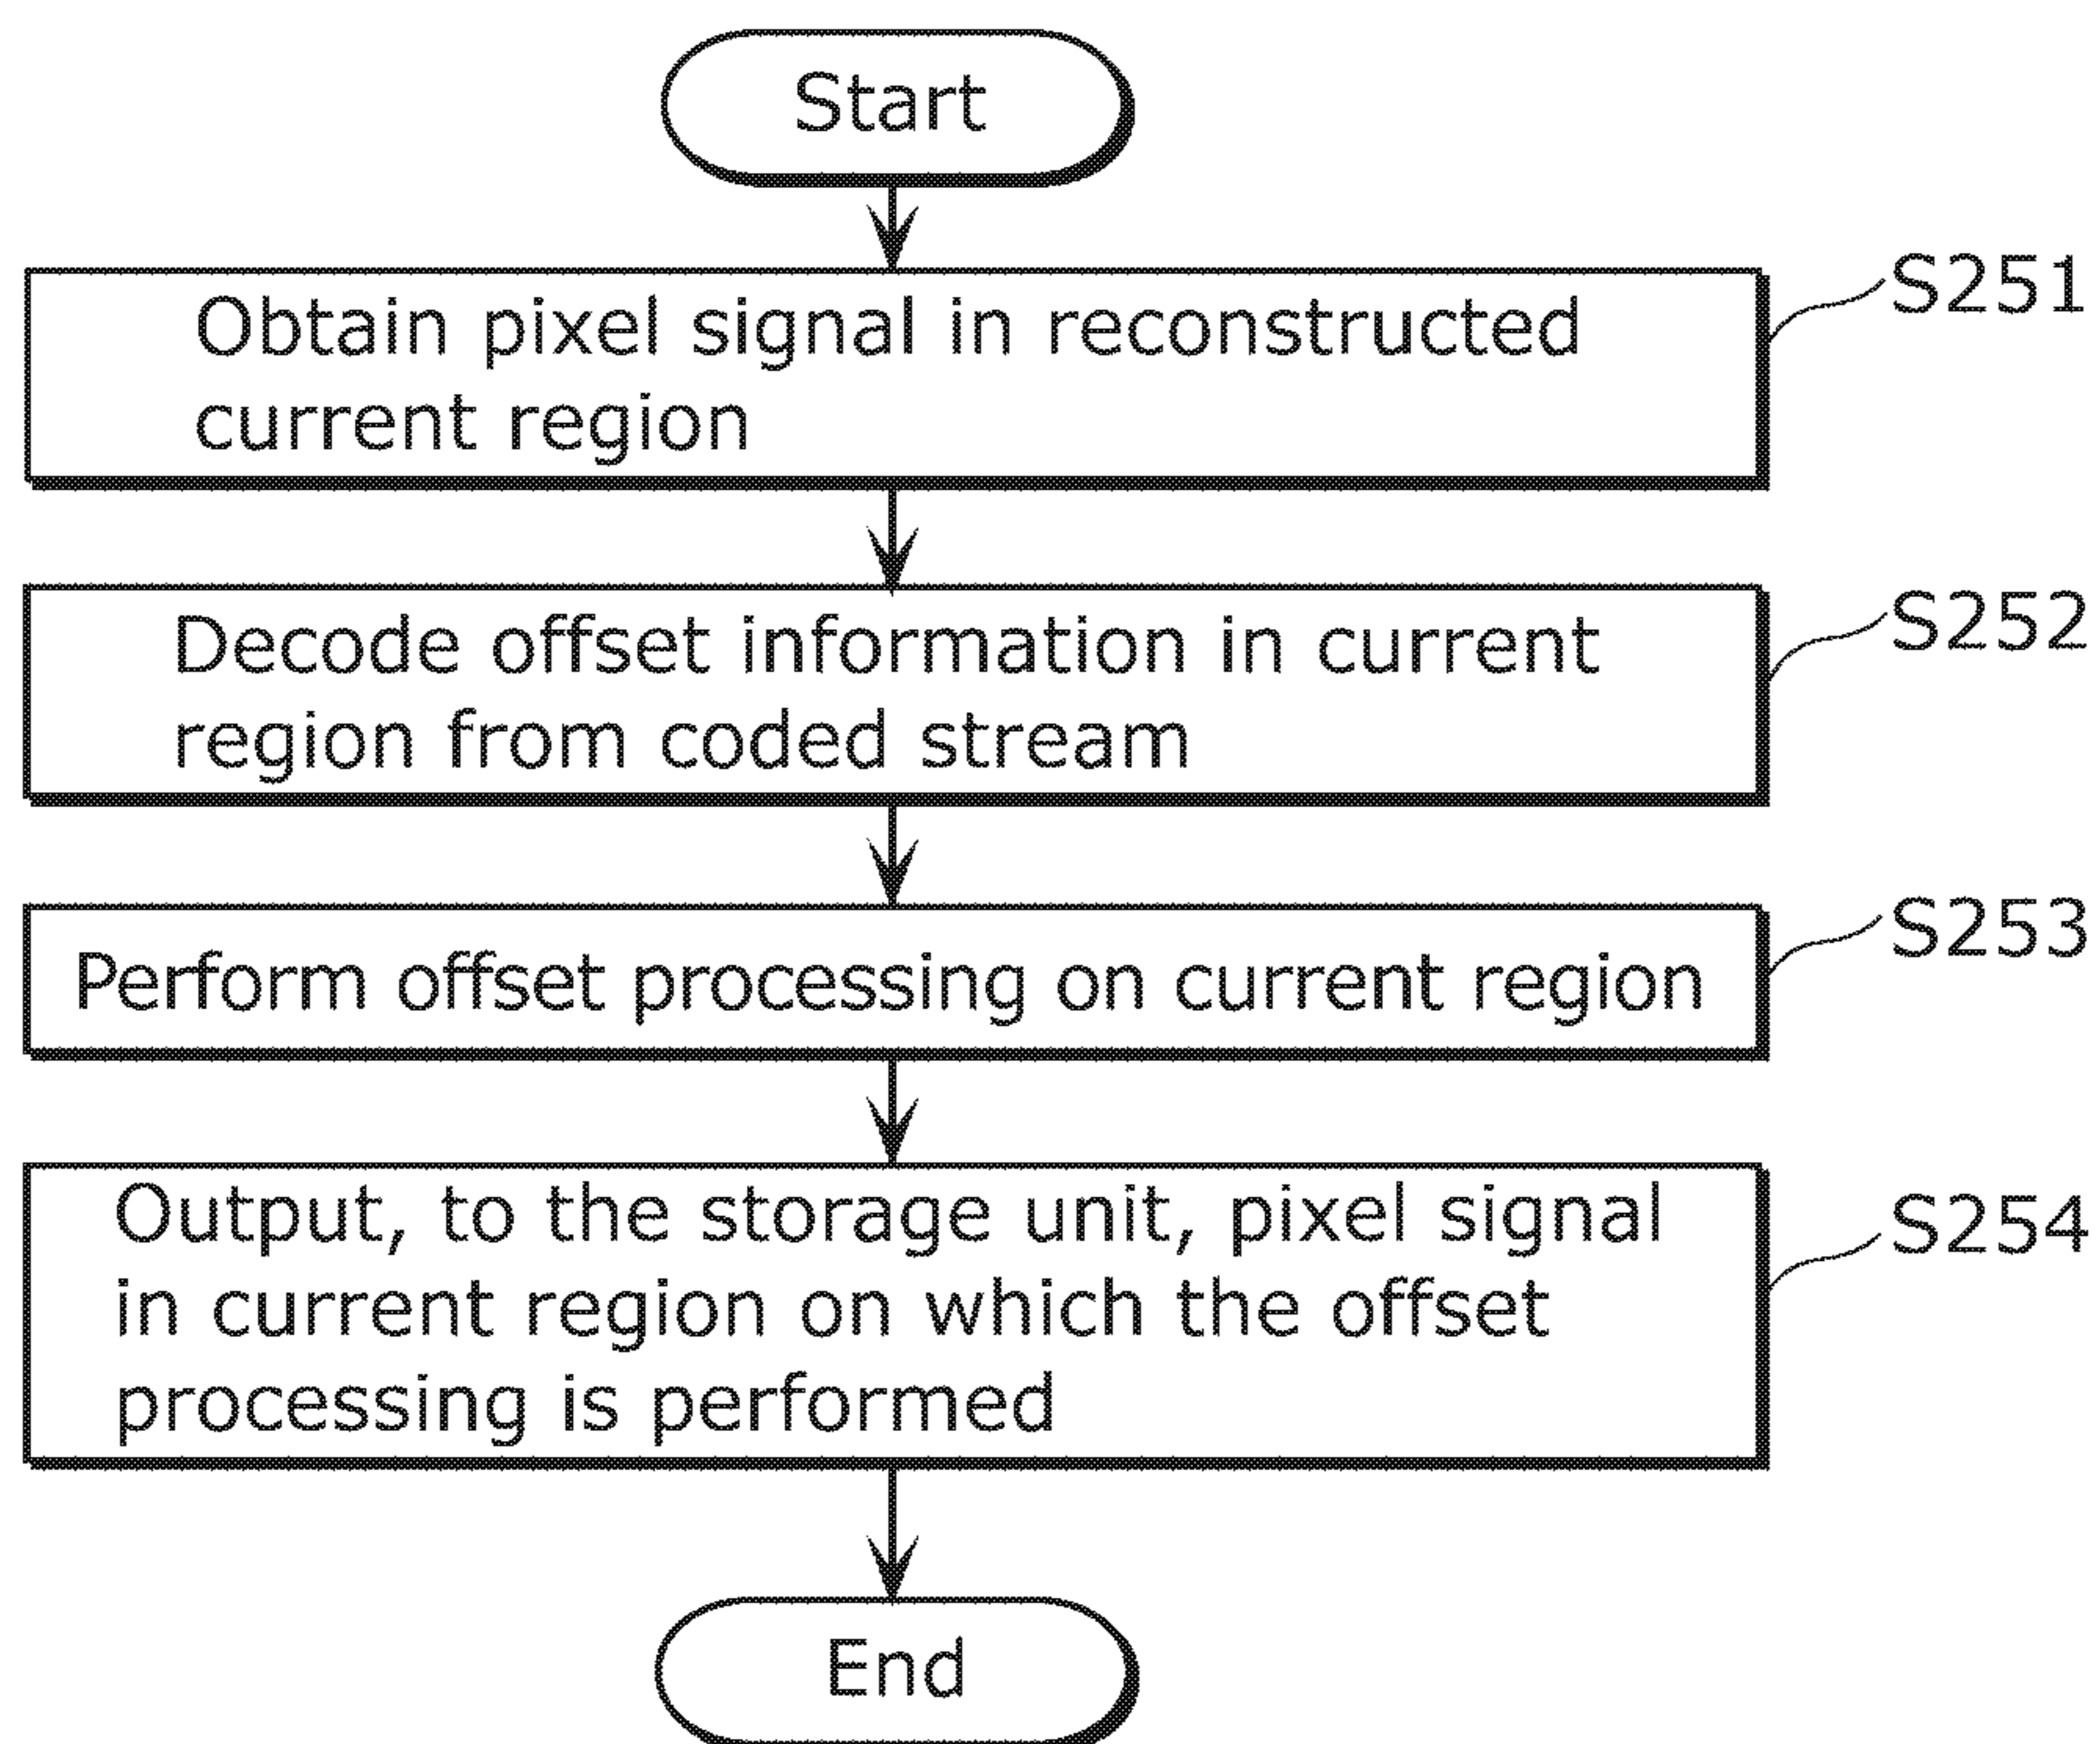 Start
Obtain pixel signal in reconstructed
current region
S251
Decode offset information in current
region from coded stream
S252
Perform offset processing on current region
S253
Output, to the storage unit, pixel signal
in current region on which the offset
processing is performed
S254
End